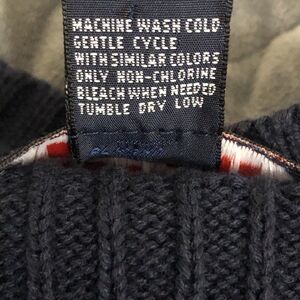 MACHINE WASH COLD
GENTLE CYCLE
WITH SIMILAR COLORS
ONLY NON-CHLORINE
BLEACH WHEN NEEDED
TUMBLE DRY LOW